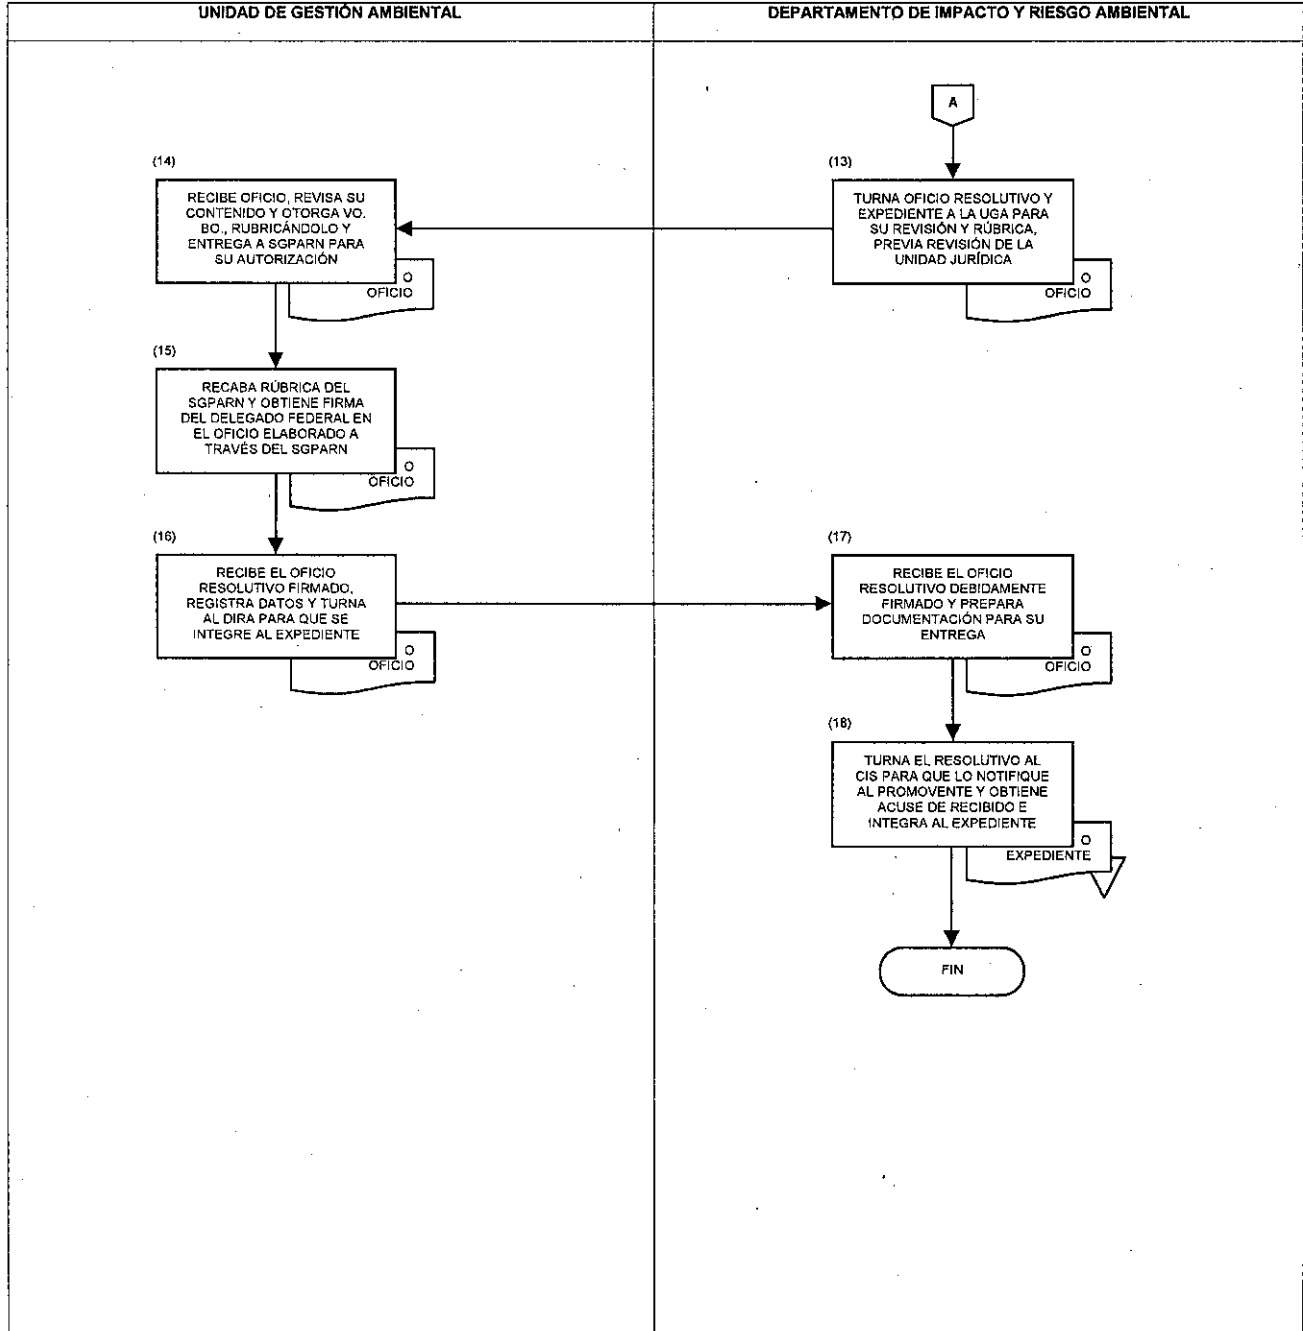 UNIDAD DE GESTIÓN AMBIENTAL
DEPARTAMENTO DE IMPACTO Y RIESGO AMBIENTAL
A
(13)
TURNA OFICIO RESOLUTIVO Y
EXPEDIENTE A LA UGA PARA
SU REVISIÓN Y RÚBRICA,
PREVIA REVISIÓN DE LA
UNIDAD JURÍDICA
O
OFICIO
(14)
RECIBE OFICIO, REVISA SU
CONTENIDO Y OTORGA VO.
BO., RUBRICÁNDOLO Y
ENTREGA A SGPARN PARA
SU AUTORIZACIÓN
O
OFICIO
(15)
RECABA RÚBRICA DEL
SGPARN Y OBTIENE FIRMA
DEL DELEGADO FEDERAL EN
EL OFICIO ELABORADO A
TRAVÉS DEL SGPARN
O
OFICIO
(16)
RECIBE EL OFICIO
RESOLUTIVO FIRMADO,
REGISTRA DATOS Y TURNA
AL DIRA PARA QUE SE
INTEGRE AL EXPEDIENTE
O
OFICIO
(17)
RECIBE EL OFICIO
RESOLUTIVO DEBIDAMENTE
FIRMADO Y PREPARA
DOCUMENTACIÓN PARA SU
ENTREGA
O
OFICIO
(18)
TURNA EL RESOLUTIVO AL
CIS PARA QUE LO NOTIFIQUE
AL PROMOVENTE Y OBTIENE
ACUSE DE RECIBIDO E
INTEGRA AL EXPEDIENTE
O
EXPEDIENTE
FIN